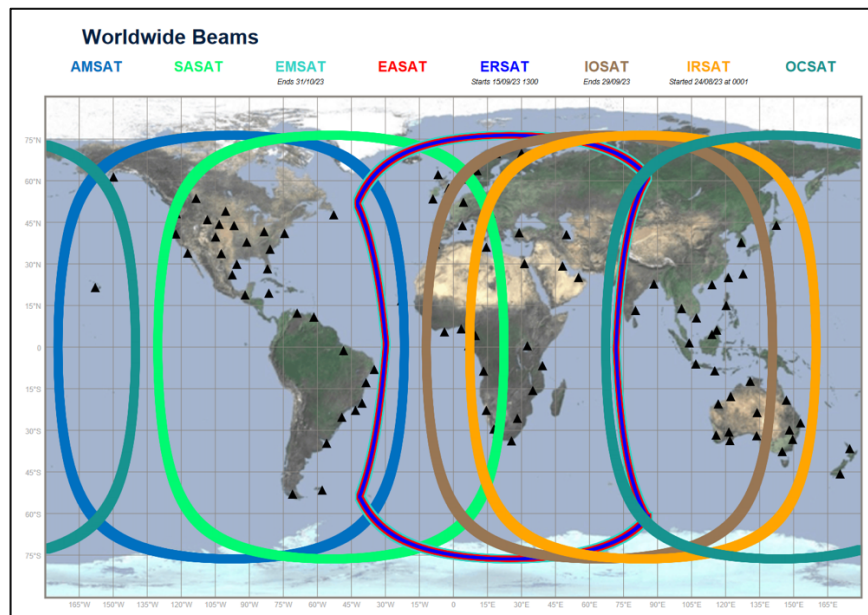 Worldwide Beams
AMSAT SASAT EMSAT EASAT ERSAT IOSAT IRSAT OCSAT
Ends 31/10/23 Starts 15/09/23 1300 Ends 29/09/23 Started 24/08/23 at 0001
75°N
60°N
45°N
30°N
15°N
0
15°S
30°S
45°S
60°S
75°S
165°W 150°W 135°W 120°W 105°W 90°W 75°W 60°W 45°W 30°W 15°W 0 15°E 30°E 45°E 60°E 75°E 90°E 105°E 120°E 135°E 150°E 165°E